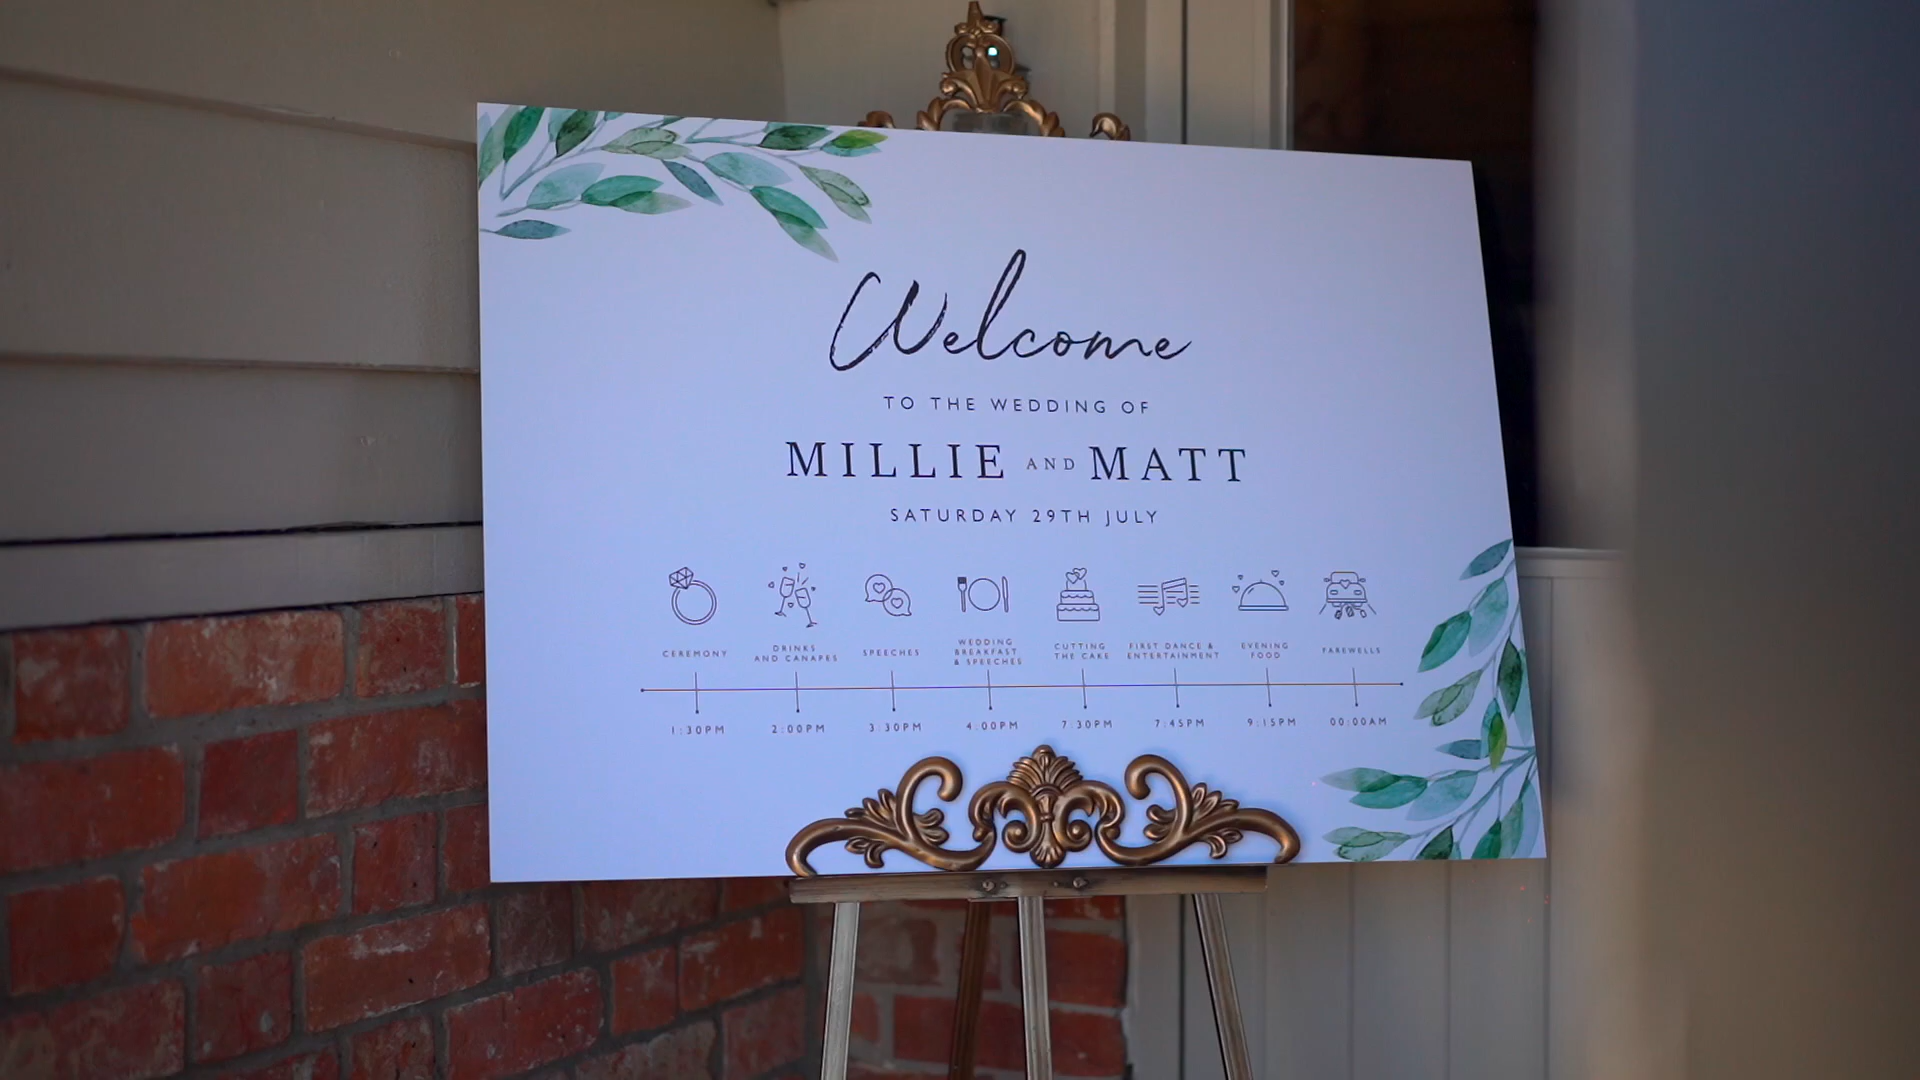 Welcome
TO THE WEDDING OF
MILLIE AND MATT
SATURDAY 29TH JULY
CEREMONY
DRINKS
AND CANAPES
SPEECHES
WEDDING
BREAKFAST
& SPEECHES
CUTTING
THE CAKE
FIRST DANCE &
ENTERTAINMENT
EVENING
FOOD
FAREWELLS
1:30PM
2:00PM
3:30PM
4:00PM
7:30PM
7:45PM
9:15PM
00:00AM